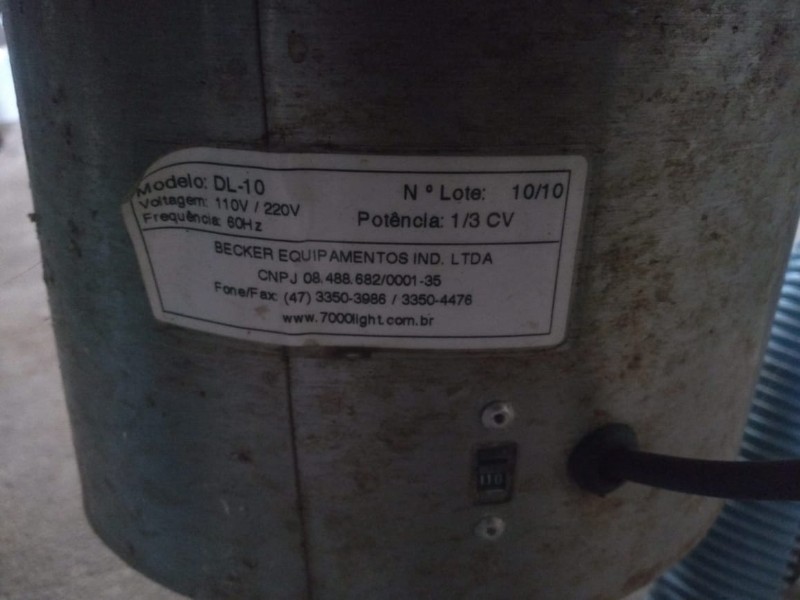 Modelo: DL-10
Nº Lote: 10/10
Voltagem: 110V / 220V
Potência: 1/3 CV
Frequência: 60Hz
BECKER EQUIPAMENTOS IND. LTDA
CNPJ 08.488.682/0001-35
Fone/Fax: (47) 3350-3986 / 3350-4476
www.7000light.com.br
110